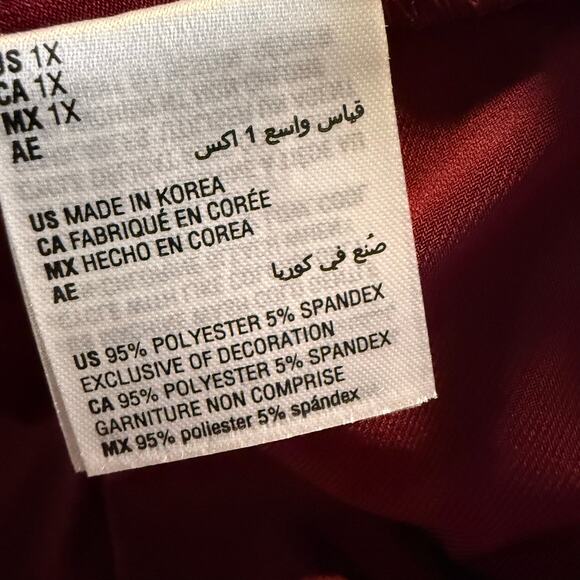 US 1X
CA 1X
MX 1X
AE
قياس واسع 1 اكس
US MADE IN KOREA
CA FABRIQUÉ EN CORÉE
MX HECHO EN COREA
AE
صُنع في كوريا
US 95% POLYESTER 5% SPANDEX
EXCLUSIVE OF DECORATION
CA 95% POLYESTER 5% SPANDEX
GARNITURE NON COMPRISE
MX 95% poliester 5% spándex